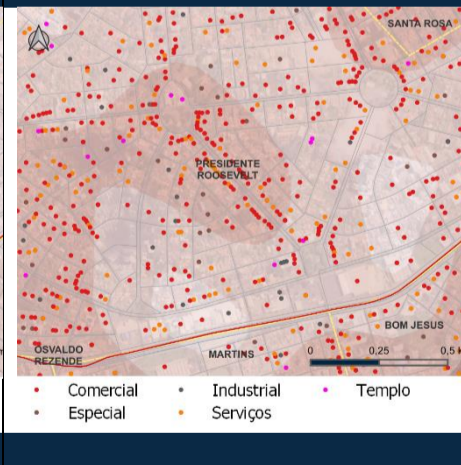 SANTA ROSA
PRESIDENTE
ROOSEVELT
BOM JESUS
OSVALDO
REZENDE
MARTINS
0 0,25 0,5
Comercial Industrial Templo
Especial Serviços